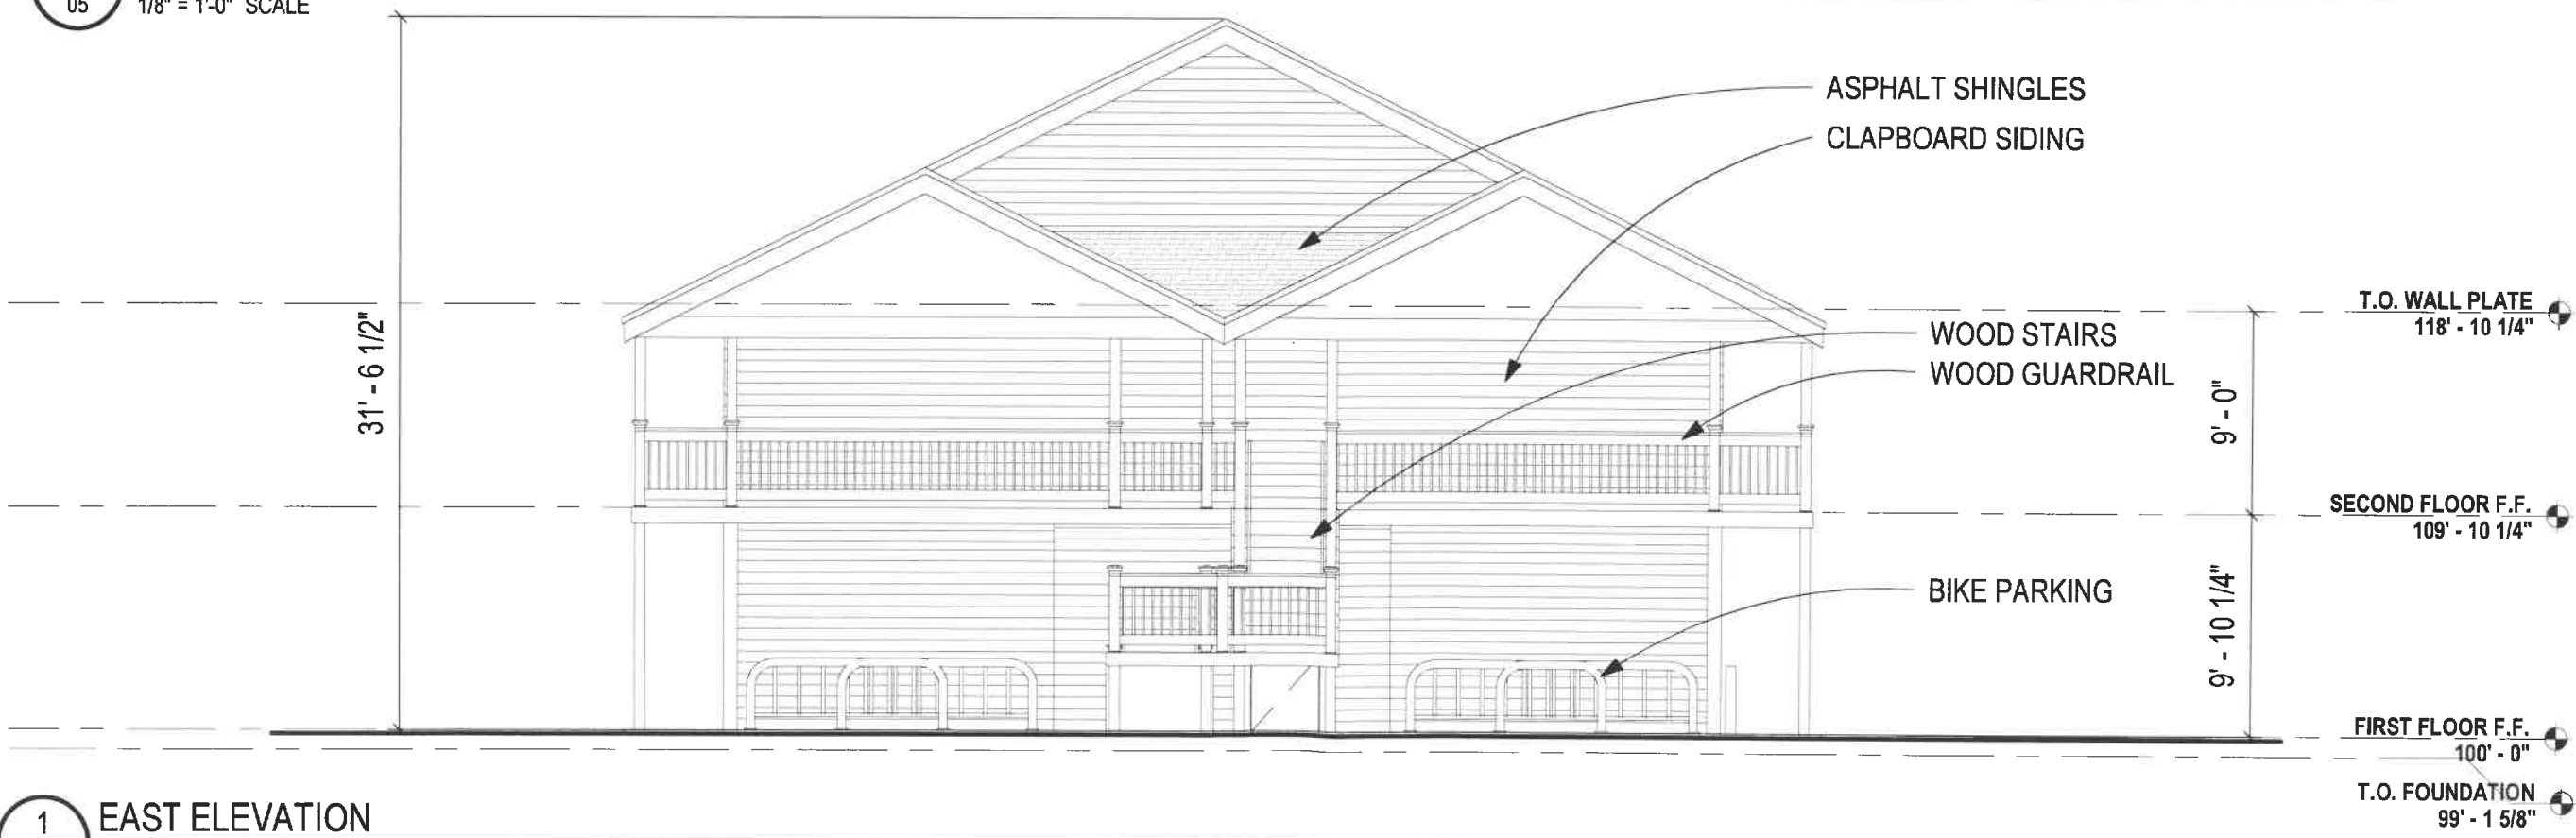 05
1/8" = 1'-0" SCALE
ASPHALT SHINGLES
CLAPBOARD SIDING
31' - 6 1/2"
T.O. WALL PLATE
118' - 10 1/4"
WOOD STAIRS
WOOD GUARDRAIL
9' - 0"
SECOND FLOOR F.F.
109' - 10 1/4"
BIKE PARKING
9' - 10 1/4"
FIRST FLOOR F.F.
100' - 0"
T.O. FOUNDATION
99' - 1 5/8"
1
EAST ELEVATION